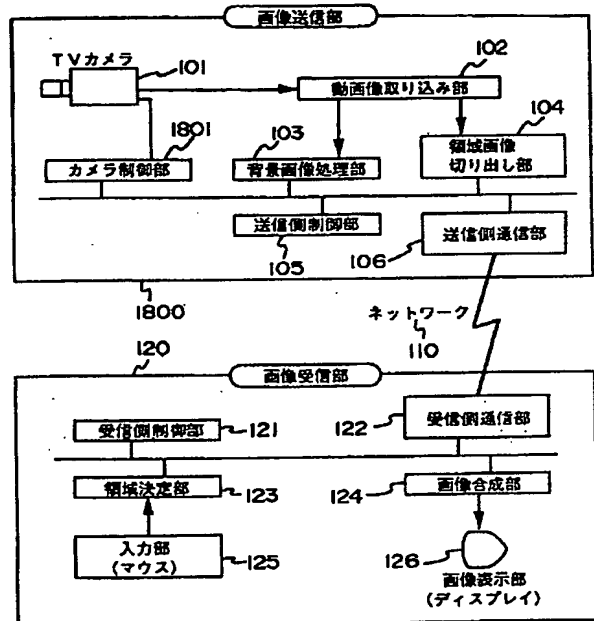 画像送信部
TVカメラ
101
102
動画像取り込み部
104
1801
103
領域画像
切り出し部
カメラ制御部
背景画像処理部
送信側制御部
送信側通信部
105
106
1800
ネットワーク
110
120
画像受信部
受信側制御部
121
122
受信側通信部
領域決定部
123
124
画像合成部
入力部
(マウス)
125
126
画像表示部
(ディスプレイ)